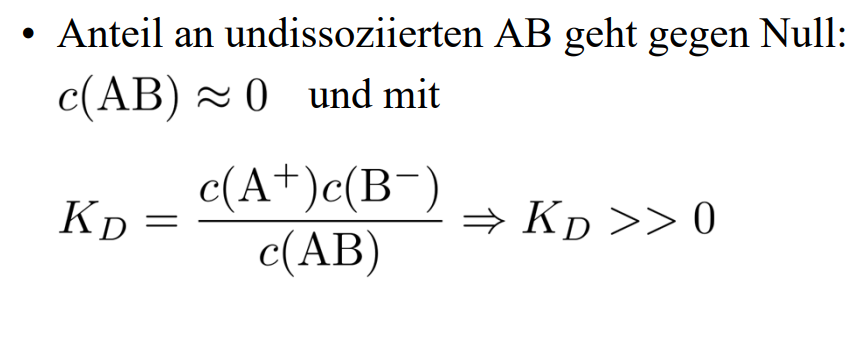 • Anteil an undissoziierten AB geht gegen Null:
c(AB) ≈ 0 und mit
K_D = c(A⁺)c(B⁻) / c(AB) ⇒ K_D >> 0